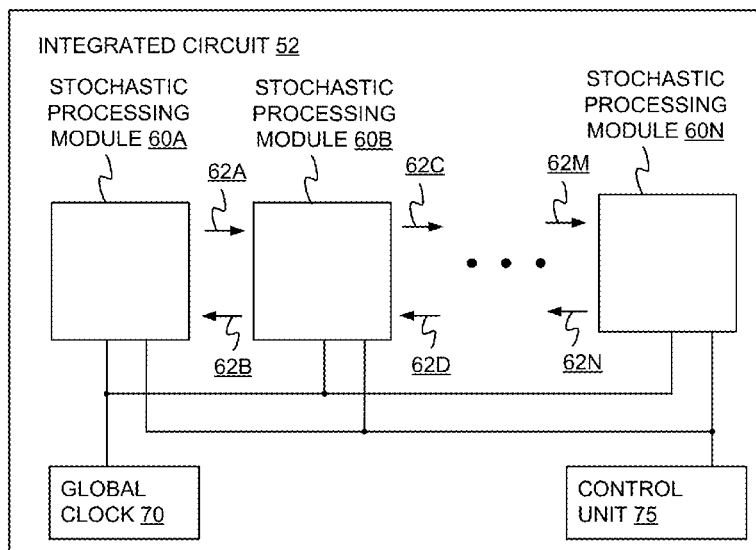 INTEGRATED CIRCUIT 52
STOCHASTIC
PROCESSING
MODULE 60A
STOCHASTIC
PROCESSING
MODULE 60B
STOCHASTIC
PROCESSING
MODULE 60N
62A
62C
62M
62B
62D
62N
GLOBAL
CLOCK 70
CONTROL
UNIT 75